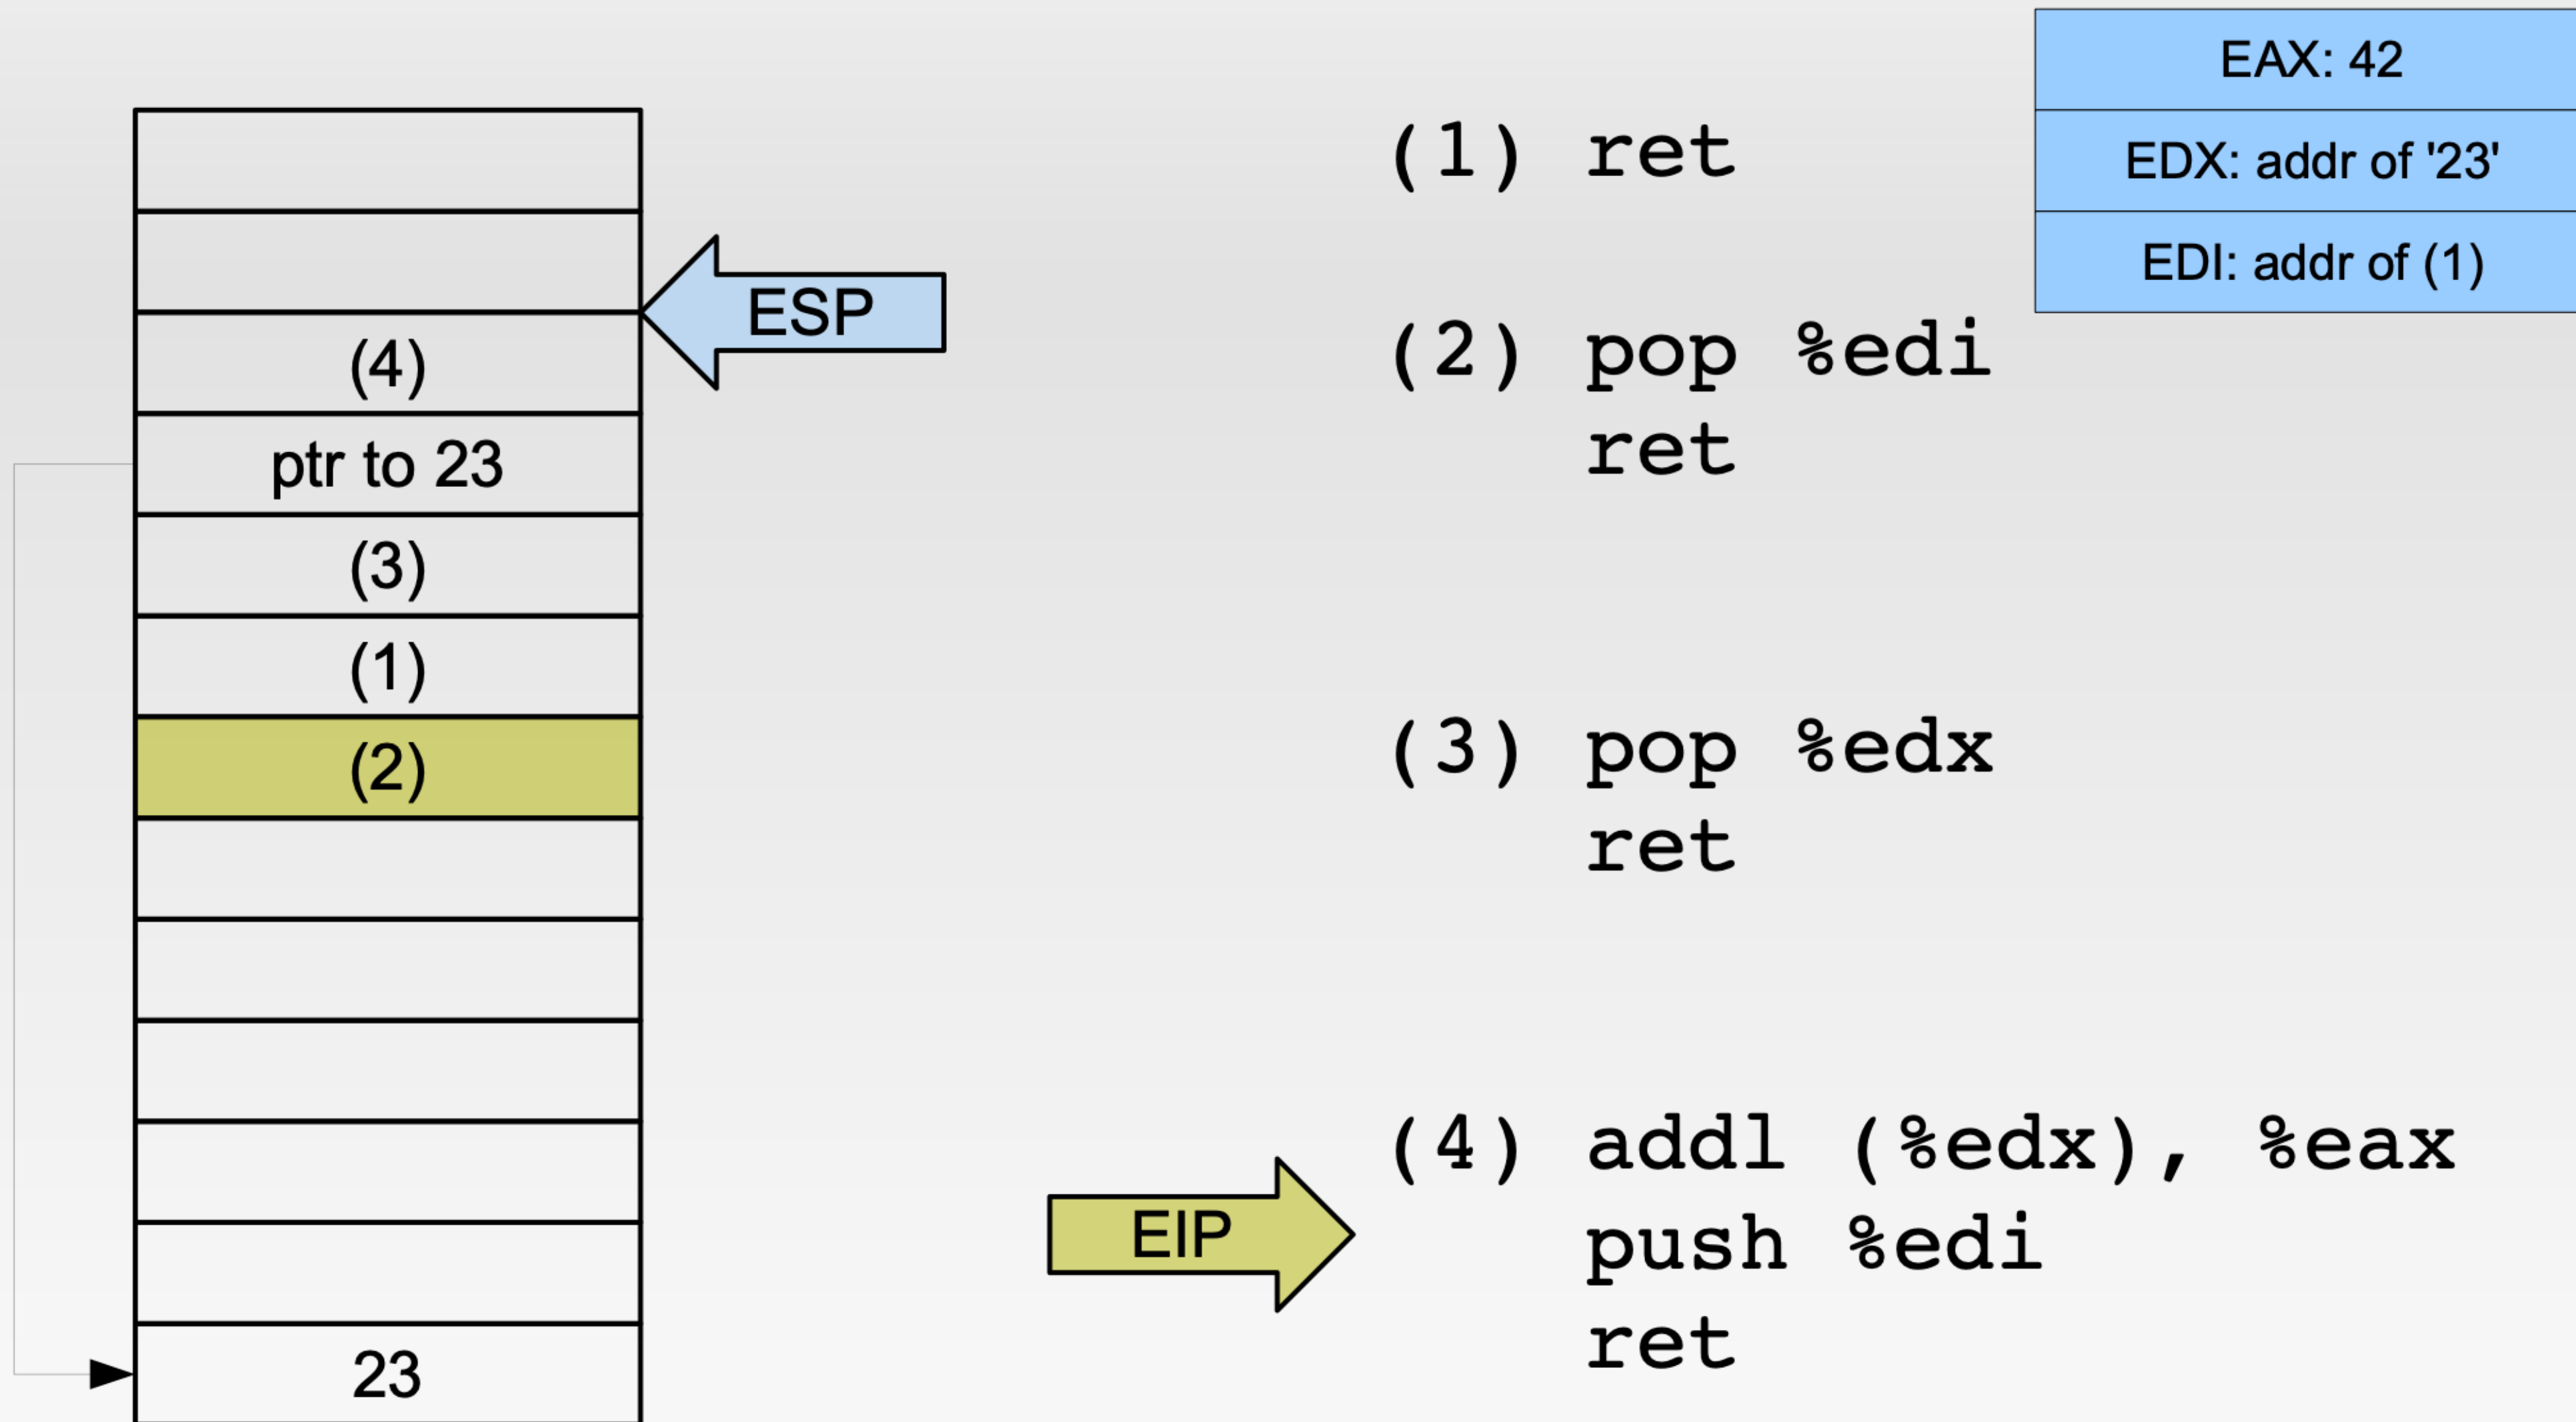 EAX: 42
EDX: addr of '23'
EDI: addr of (1)
ESP
(4)
ptr to 23
(3)
(1)
(2)
23
(1) ret
(2) pop %edi
ret
(3) pop %edx
ret
EIP
(4) addl (%edx), %eax
push %edi
ret